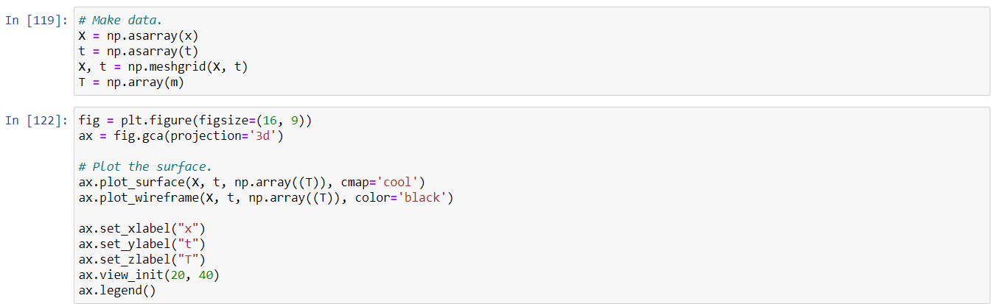 In [119]: # Make data.
X = np.asarray(x)
t = np.asarray(t)
X, t = np.meshgrid(X, t)
T = np.array(m)
In [122]: fig = plt.figure(figsize=(16, 9))
ax = fig.gca(projection='3d')
# Plot the surface.
ax.plot_surface(X, t, np.array((T)), cmap='cool')
ax.plot_wireframe(X, t, np.array((T)), color='black')
ax.set_xlabel("x")
ax.set_ylabel("t")
ax.set_zlabel("T")
ax.view_init(20, 40)
ax.legend()